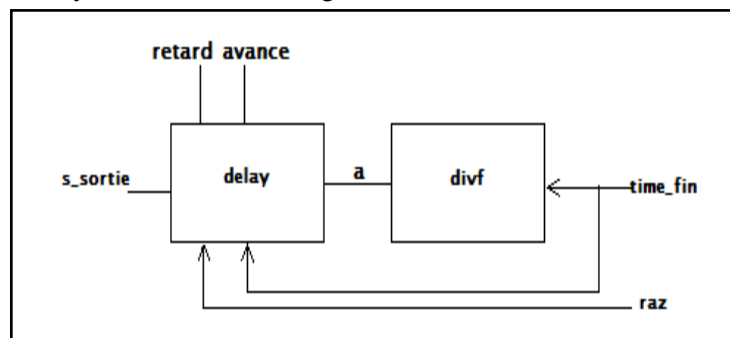 retard avance
s_sortie delay a divf time_fin
raz